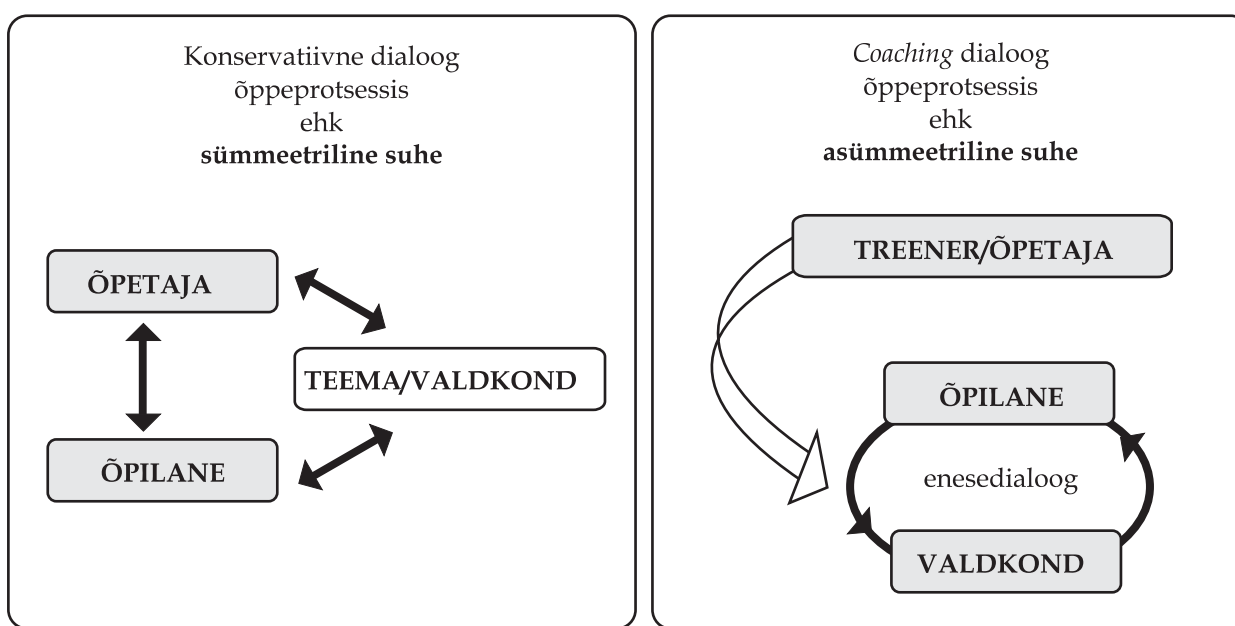 Konservatiivne dialoog
õppeprotsessis
ehk
sümmeetriline suhe
ÕPETAJA
TEEMA/VALDKOND
ÕPILANE
Coaching dialoog
õppeprotsessis
ehk
asümmeetriline suhe
TREENER/ÕPETAJA
ÕPILANE
enesedialoog
VALDKOND